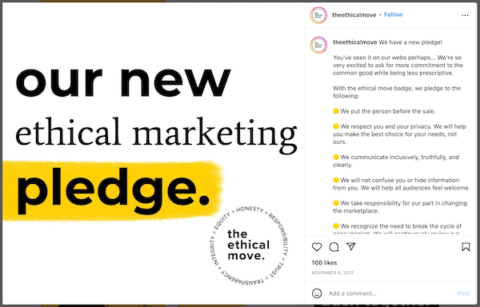 our new
ethical marketing
pledge.
the
ethical
move.
EQUITY • HONESTY • RESPONSIBILITY • TRUST • TRANSPARENCY • INTEGRITY •
theethicalmove • Follow
theethicalmove We have a new pledge!
You've seen it on our webs perhaps... We're so
very excited to ask for more commitment to the
common good while being less prescriptive.
With the ethical move badge, we pledge to the
following:
We put the person before the sale.
We respect you and your privacy. We will help
you make the best choice for your needs, not
ours.
We communicate inclusively, truthfully, and
clearly.
We will not confuse you or hide information
from you. We will help all audiences feel welcome.
We take responsibility for our part in changing
the marketplace.
We recognize the need to break the cycle of
100 likes
NOVEMBER 5, 2021
Add a comment...
Post